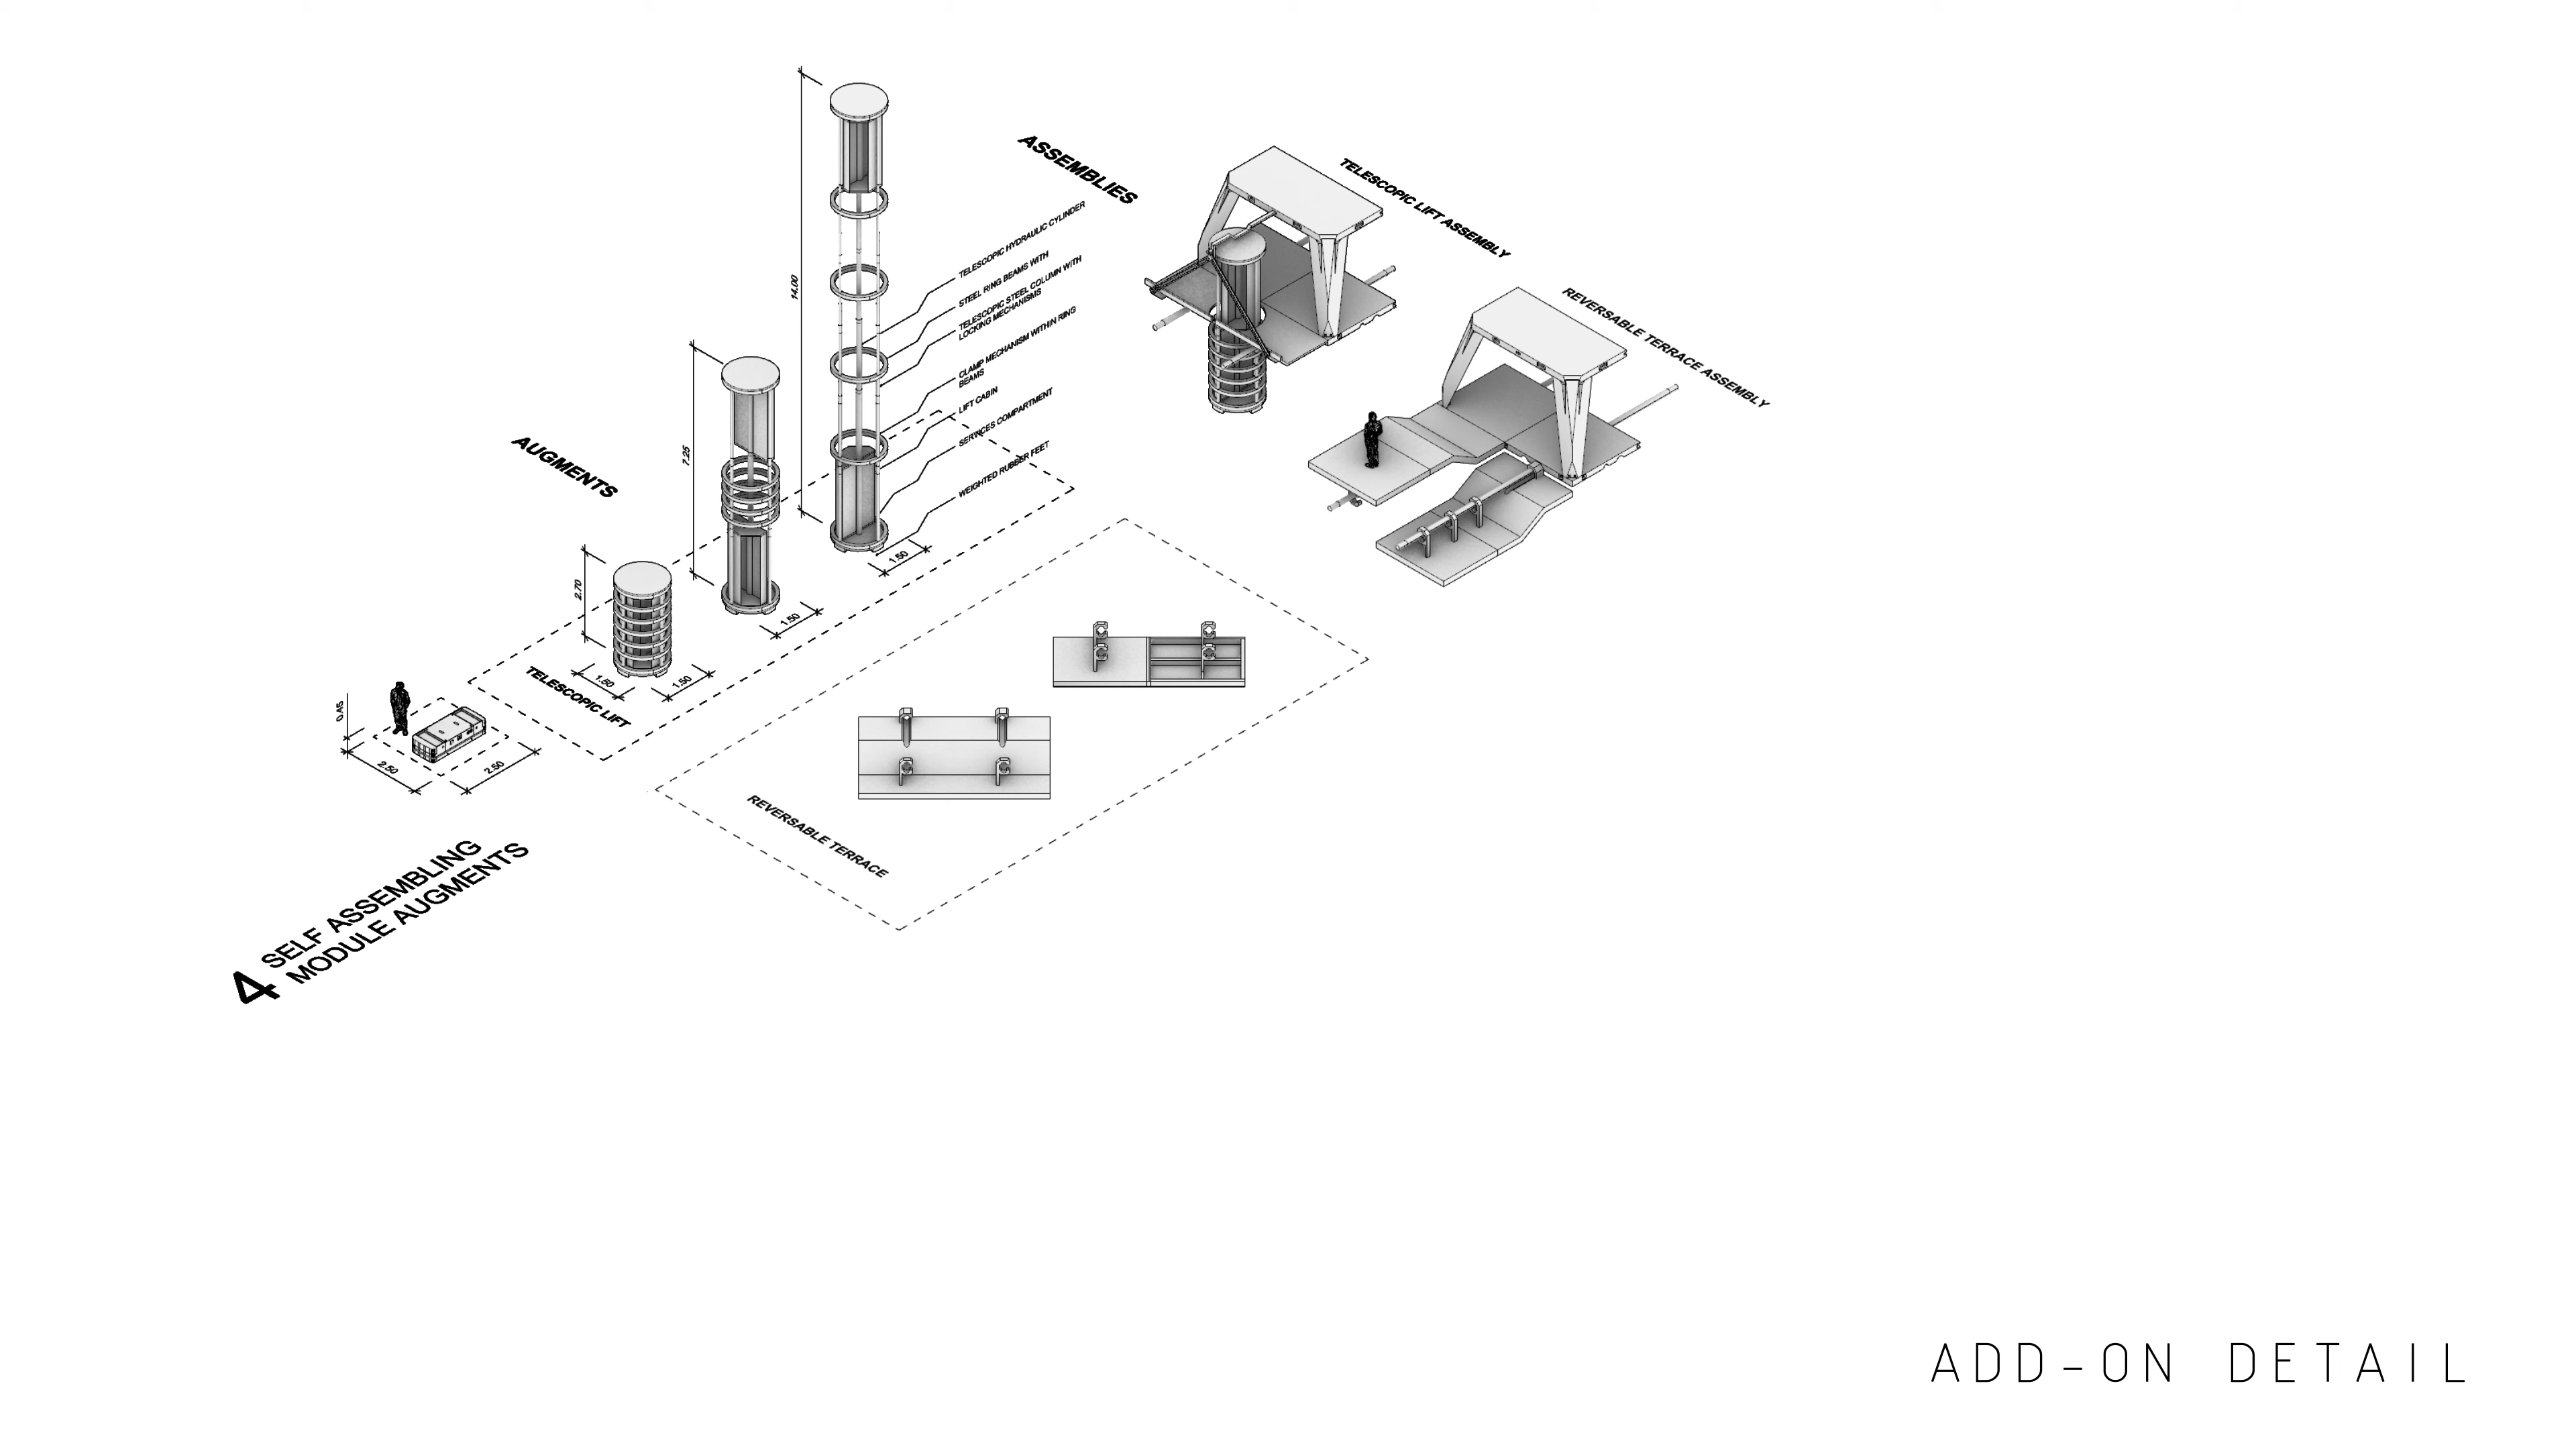 ASSEMBLIES
TELESCOPIC LIFT ASSEMBLY
REVERSABLE TERRACE ASSEMBLY
14.00
TELESCOPIC HYDRAULIC CYLINDER
STEEL RING BEAMS WITH
TELESCOPIC STEEL COLUMN WITH
LOCKING MECHANISMS
CLAMP MECHANISM WITHIN RING
BEAMS
LIFT CABIN
SERVICES COMPARTMENT
WEIGHTED RUBBER FEET
1.50
AUGMENTS
7.25
1.50
2.70
1.50
1.50
TELESCOPIC LIFT
0.45
2.50
2.50
REVERSABLE TERRACE
4
SELF ASSEMBLING
MODULE AUGMENTS
ADD-ON DETAIL